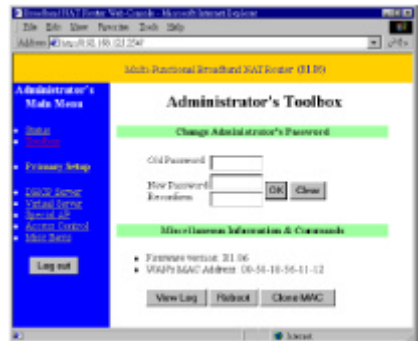 Broadband NAT Router Web-Console - Microsoft Internet Explorer
File Edit View Favorites Tools Help
Address
Multi-Functional Broadband NAT Router (R1.06)
Administrator's
Main Menu
Status
Toolbox
Primary Setup
DHCP Server
Virtual Server
Special AP
Access Control
Misc Items
Log out
Administrator's Toolbox
Change Administrator's Password
Old Password
New Password
Reconfirm
OK
Clear
Miscellaneous Information & Commands
Firmware version: R1.06
WAN's MAC Address: 00-50-18-56-11-12
View Log
Reboot
Clone MAC
Internet